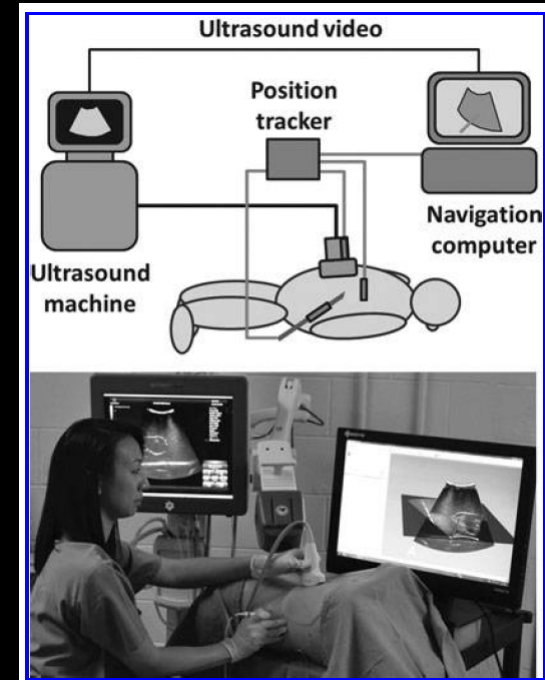 Ultrasound video
Position
tracker
Navigation
computer
Ultrasound
machine